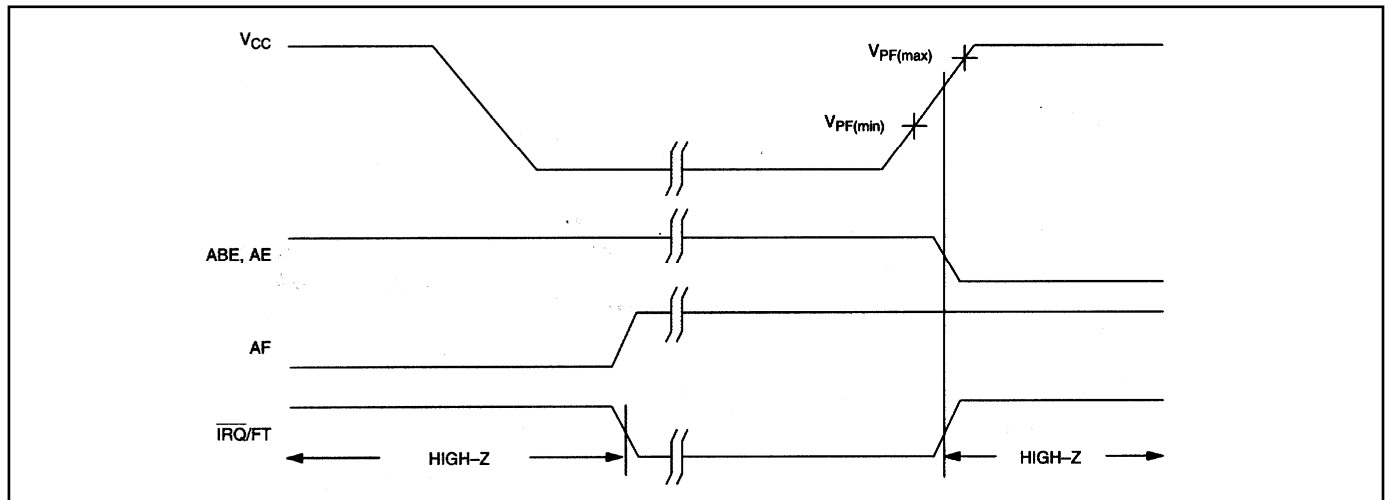 VCC
VPF(max)
VPF(min)
ABE, AE
AF
IRQ/FT
HIGH–Z
HIGH–Z